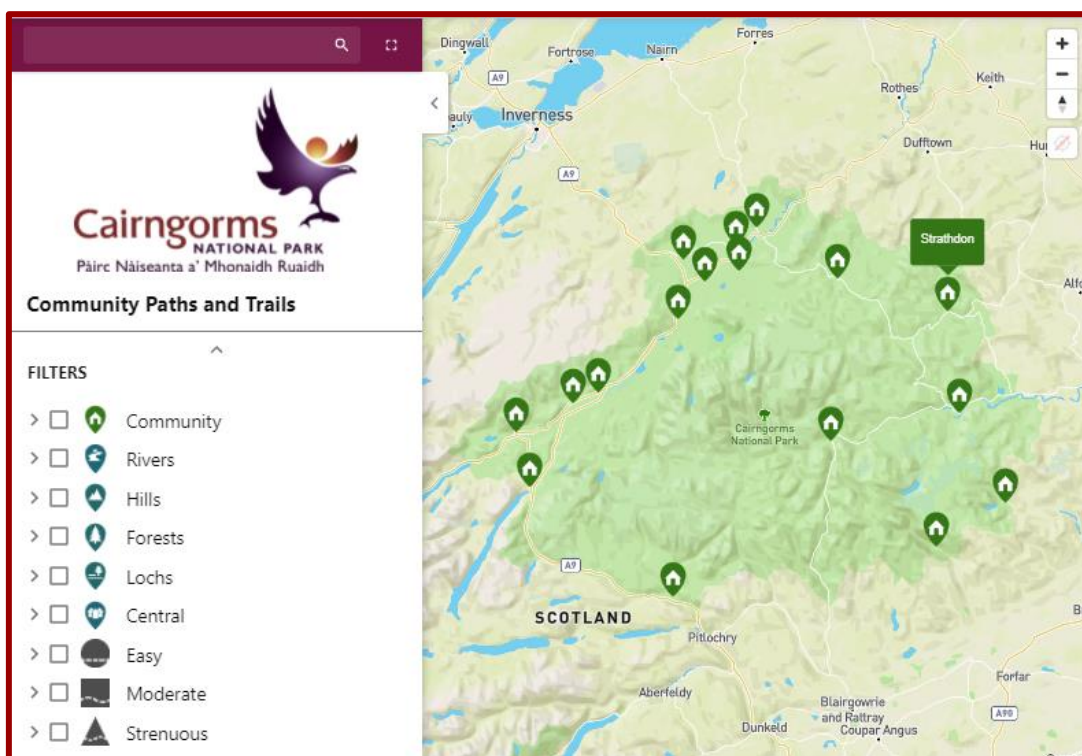 Cairngorms
NATIONAL PARK
Pàirc Nàiseanta a' Mhonaidh Ruaidh
Community Paths and Trails
FILTERS
Community
Rivers
Hills
Forests
Lochs
Central
Easy
Moderate
Strenuous
Dingwall
Fortrose
Nairn
Forres
A9
Keith
Rothes
Inverness
Dufftown
A9
Strathdon
Cairngorms
National Park
A9
SCOTLAND
Pitlochry
Aberfeldy
Forfar
Blairgowrie
and Rattray
A90
Dunkeld
Coupar Angus